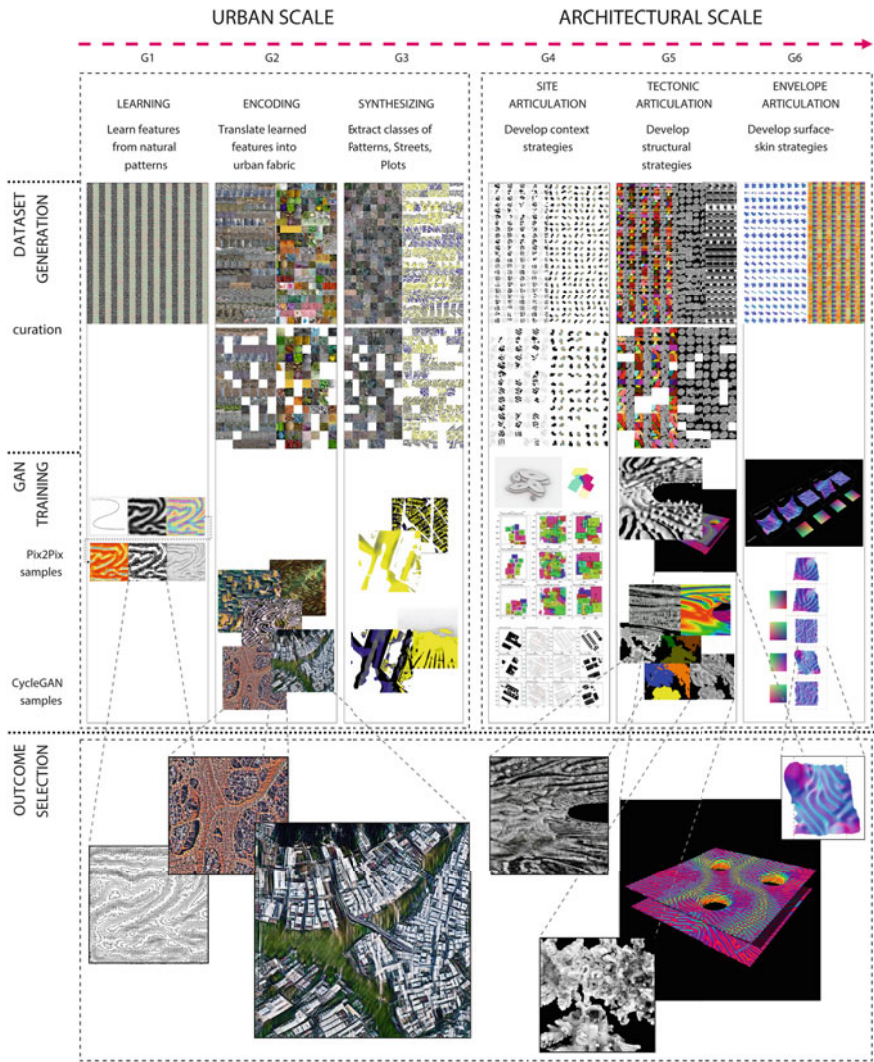 URBAN SCALE
ARCHITECTURAL SCALE
G1
G2
G3
G4
G5
G6
LEARNING
Learn features
from natural
patterns
ENCODING
Translate learned
features into
urban fabric
SYNTHESIZING
Extract classes of
Patterns, Streets,
Plots
SITE
ARTICULATION
Develop context
strategies
TECTONIC
ARTICULATION
Develop
structural
strategies
ENVELOPE
ARTICULATION
Develop surface-
skin strategies
DATASET
GENERATION
curation
GAN
TRAINING
Pix2Pix
samples
CycleGAN
samples
OUTCOME
SELECTION